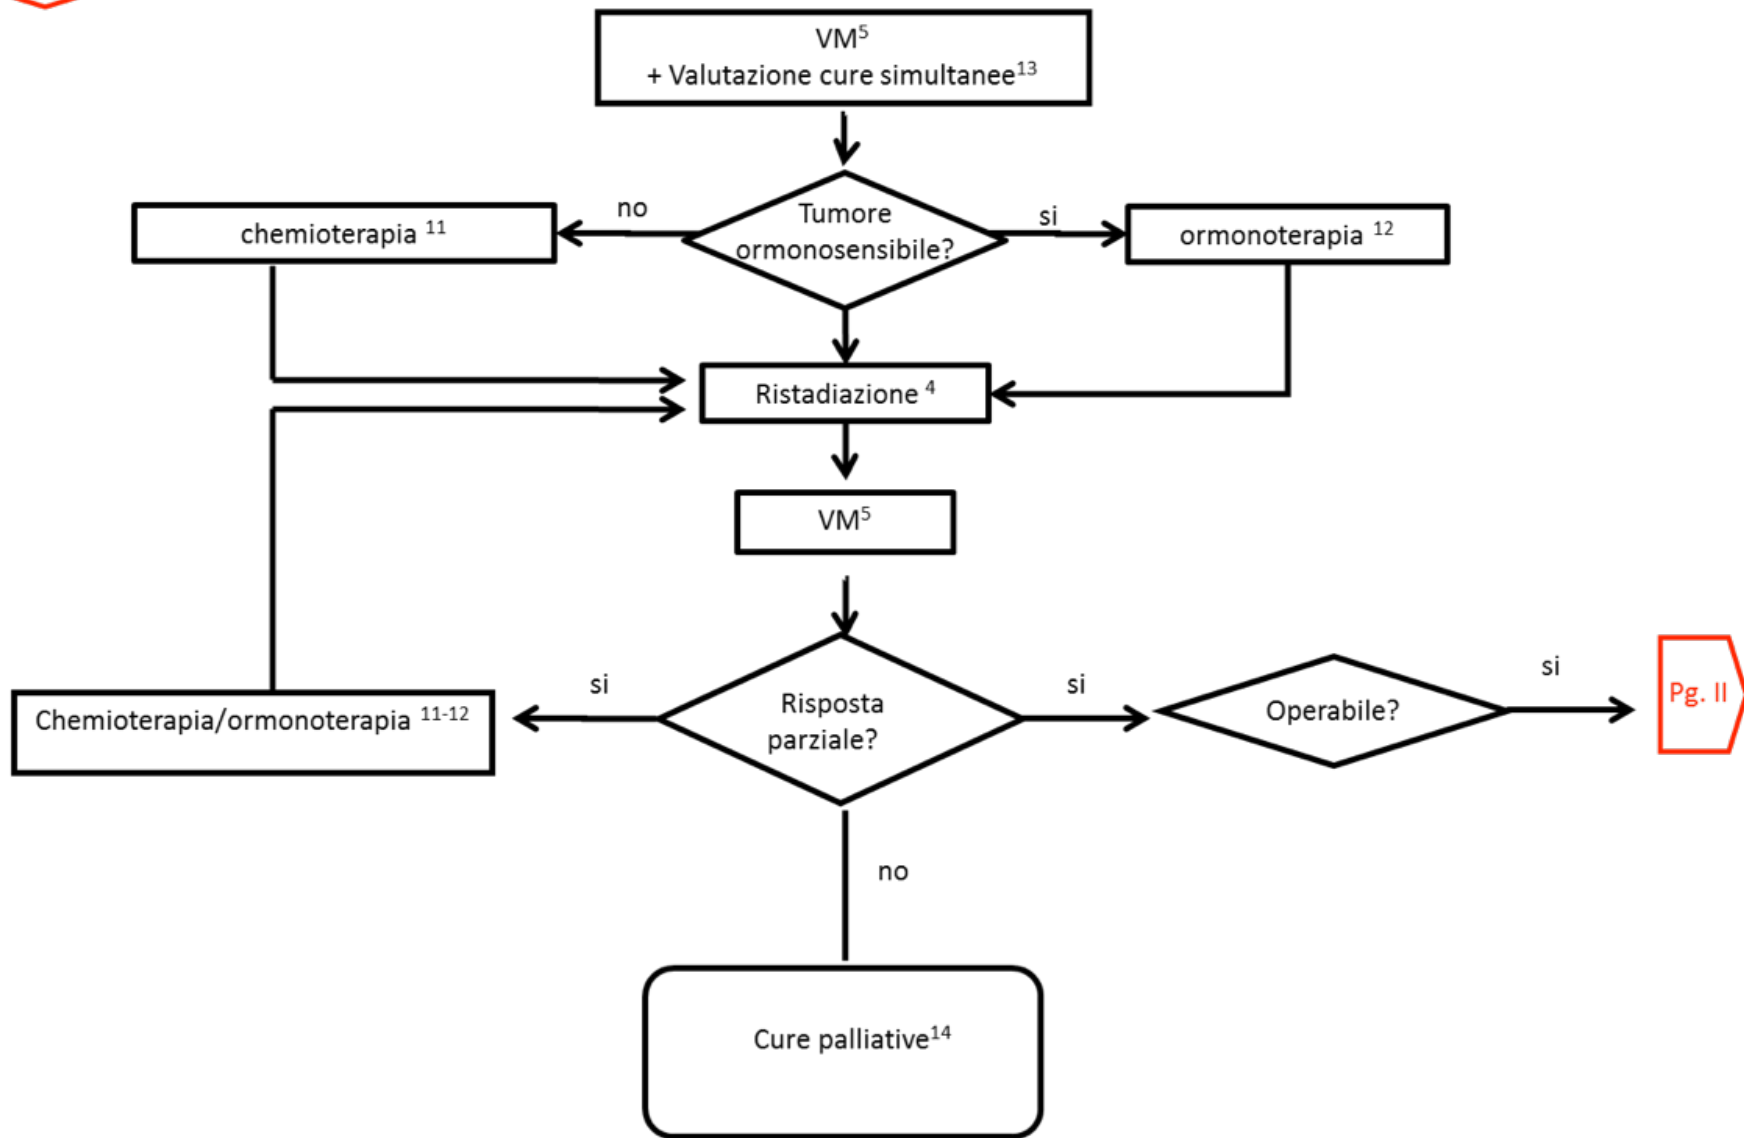 VM⁵
+ Valutazione cure simultanee¹³
no
Tumore
ormonosensibile?
si
chemioterapia ¹¹
ormonoterapia ¹²
Ristadiazione ⁴
VM⁵
si
Risposta
parziale?
si
Operabile?
si
Pg. II
Chemioterapia/ormonoterapia ¹¹⁻¹²
no
Cure palliative¹⁴